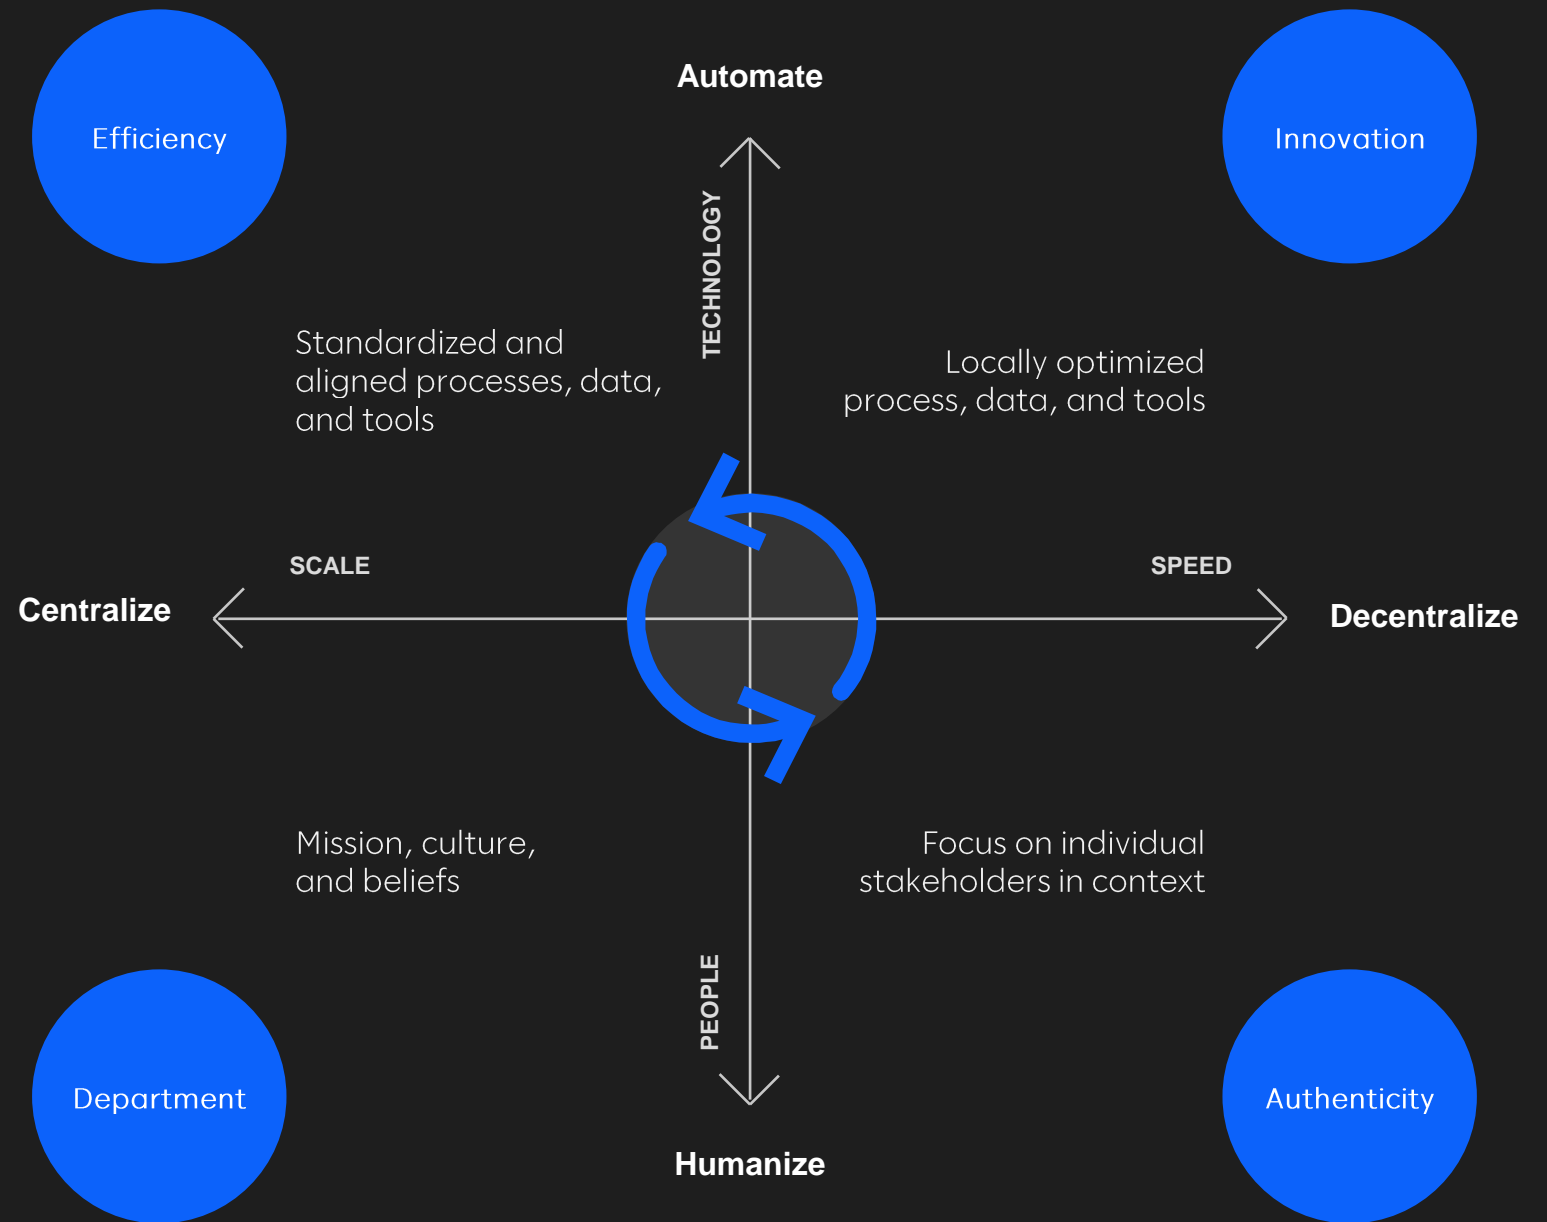 Automate
Efficiency
Innovation
TECHNOLOGY
Standardized and
aligned processes, data,
and tools
Locally optimized
process, data, and tools
SCALE
SPEED
Centralize
Decentralize
Mission, culture,
and beliefs
Focus on individual
stakeholders in context
PEOPLE
Department
Authenticity
Humanize